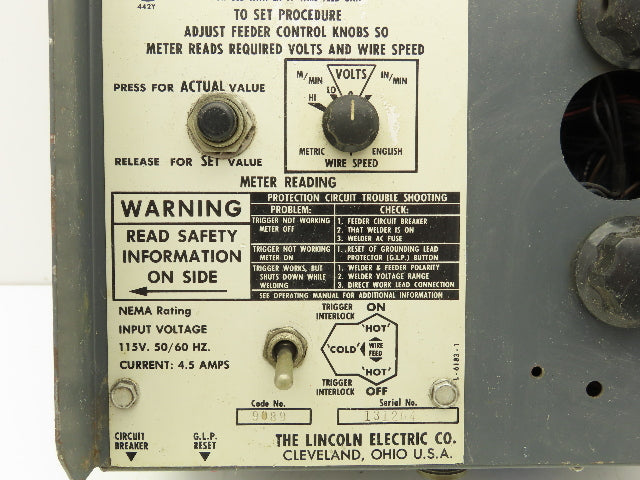 442Y
TO SET PROCEDURE
ADJUST FEEDER CONTROL KNOBS SO
METER READS REQUIRED VOLTS AND WIRE SPEED
PRESS FOR ACTUAL VALUE
RELEASE FOR SET VALUE
M/MIN VOLTS IN/MIN
LO
HI
METRIC ENGLISH
WIRE SPEED
METER READING
WARNING
READ SAFETY
INFORMATION
ON SIDE
PROTECTION CIRCUIT TROUBLE SHOOTING
PROBLEM: CHECK:
TRIGGER NOT WORKING 1. FEEDER CIRCUIT BREAKER
METER OFF 2. THAT WELDER IS ON
3. WELDER AC FUSE
TRIGGER NOT WORKING 1. RESET OF GROUNDING LEAD
METER ON PROTECTOR (G.L.P.) BUTTON
TRIGGER WORKS, BUT 1. WELDER & FEEDER POLARITY
SHUTS DOWN WHILE 2. WELDER VOLTAGE RANGE
WELDING 3. DIRECT WORK LEAD CONNECTION
SEE OPERATING MANUAL FOR ADDITIONAL INFORMATION
NEMA Rating
INPUT VOLTAGE
115V. 50/60 HZ.
CURRENT: 4.5 AMPS
TRIGGER INTERLOCK ON
'HOT'
'COLD' WIRE FEED
'HOT'
TRIGGER INTERLOCK OFF
L-6183-1
Code No. Serial No.
9089 131264
CIRCUIT BREAKER
G.L.P. RESET
THE LINCOLN ELECTRIC CO.
CLEVELAND, OHIO U.S.A.